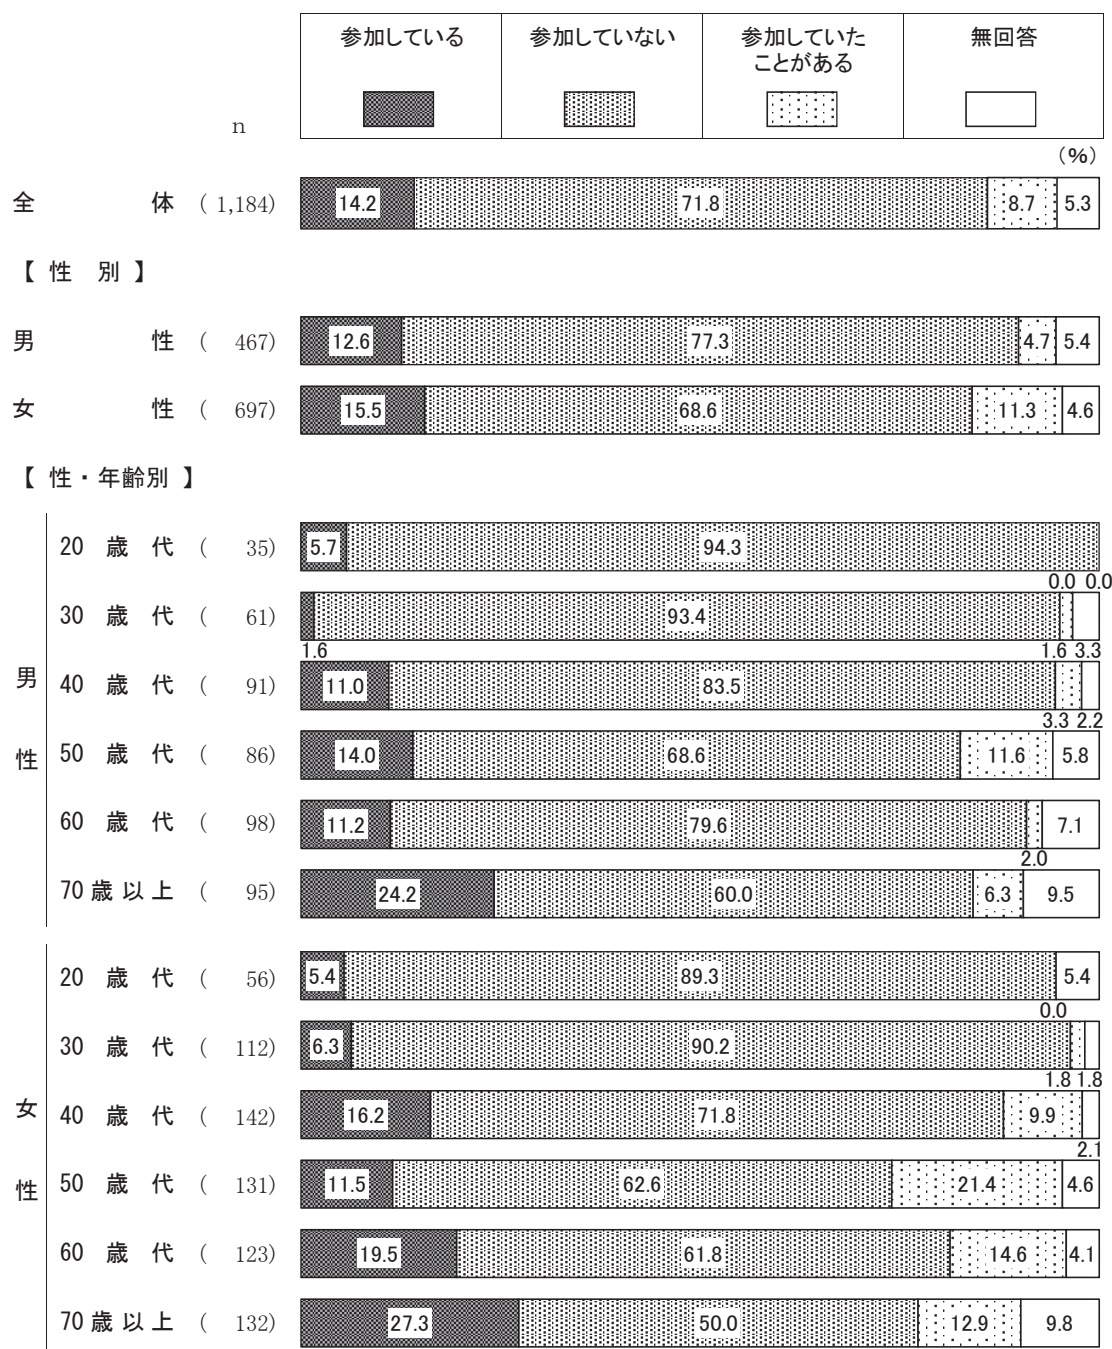 参加している 参加していない 参加していた 無回答
ことがある
n
（%）
全体 ( 1,184) 14.2 71.8 8.7 5.3
【 性 別 】
男性 ( 467) 12.6 77.3 4.7 5.4
女性 ( 697) 15.5 68.6 11.3 4.6
【 性・年齢別 】
男性
20 歳 代 ( 35) 5.7 94.3
0.0 0.0
30 歳 代 ( 61) 93.4
1.6 1.6 3.3
40 歳 代 ( 91) 11.0 83.5
3.3 2.2
50 歳 代 ( 86) 14.0 68.6 11.6 5.8
60 歳 代 ( 98) 11.2 79.6 7.1
2.0
70 歳 以 上 ( 95) 24.2 60.0 6.3 9.5
女性
20 歳 代 ( 56) 5.4 89.3 5.4
0.0
30 歳 代 ( 112) 6.3 90.2
1.8 1.8
40 歳 代 ( 142) 16.2 71.8 9.9
2.1
50 歳 代 ( 131) 11.5 62.6 21.4 4.6
60 歳 代 ( 123) 19.5 61.8 14.6 4.1
70 歳 以 上 ( 132) 27.3 50.0 12.9 9.8